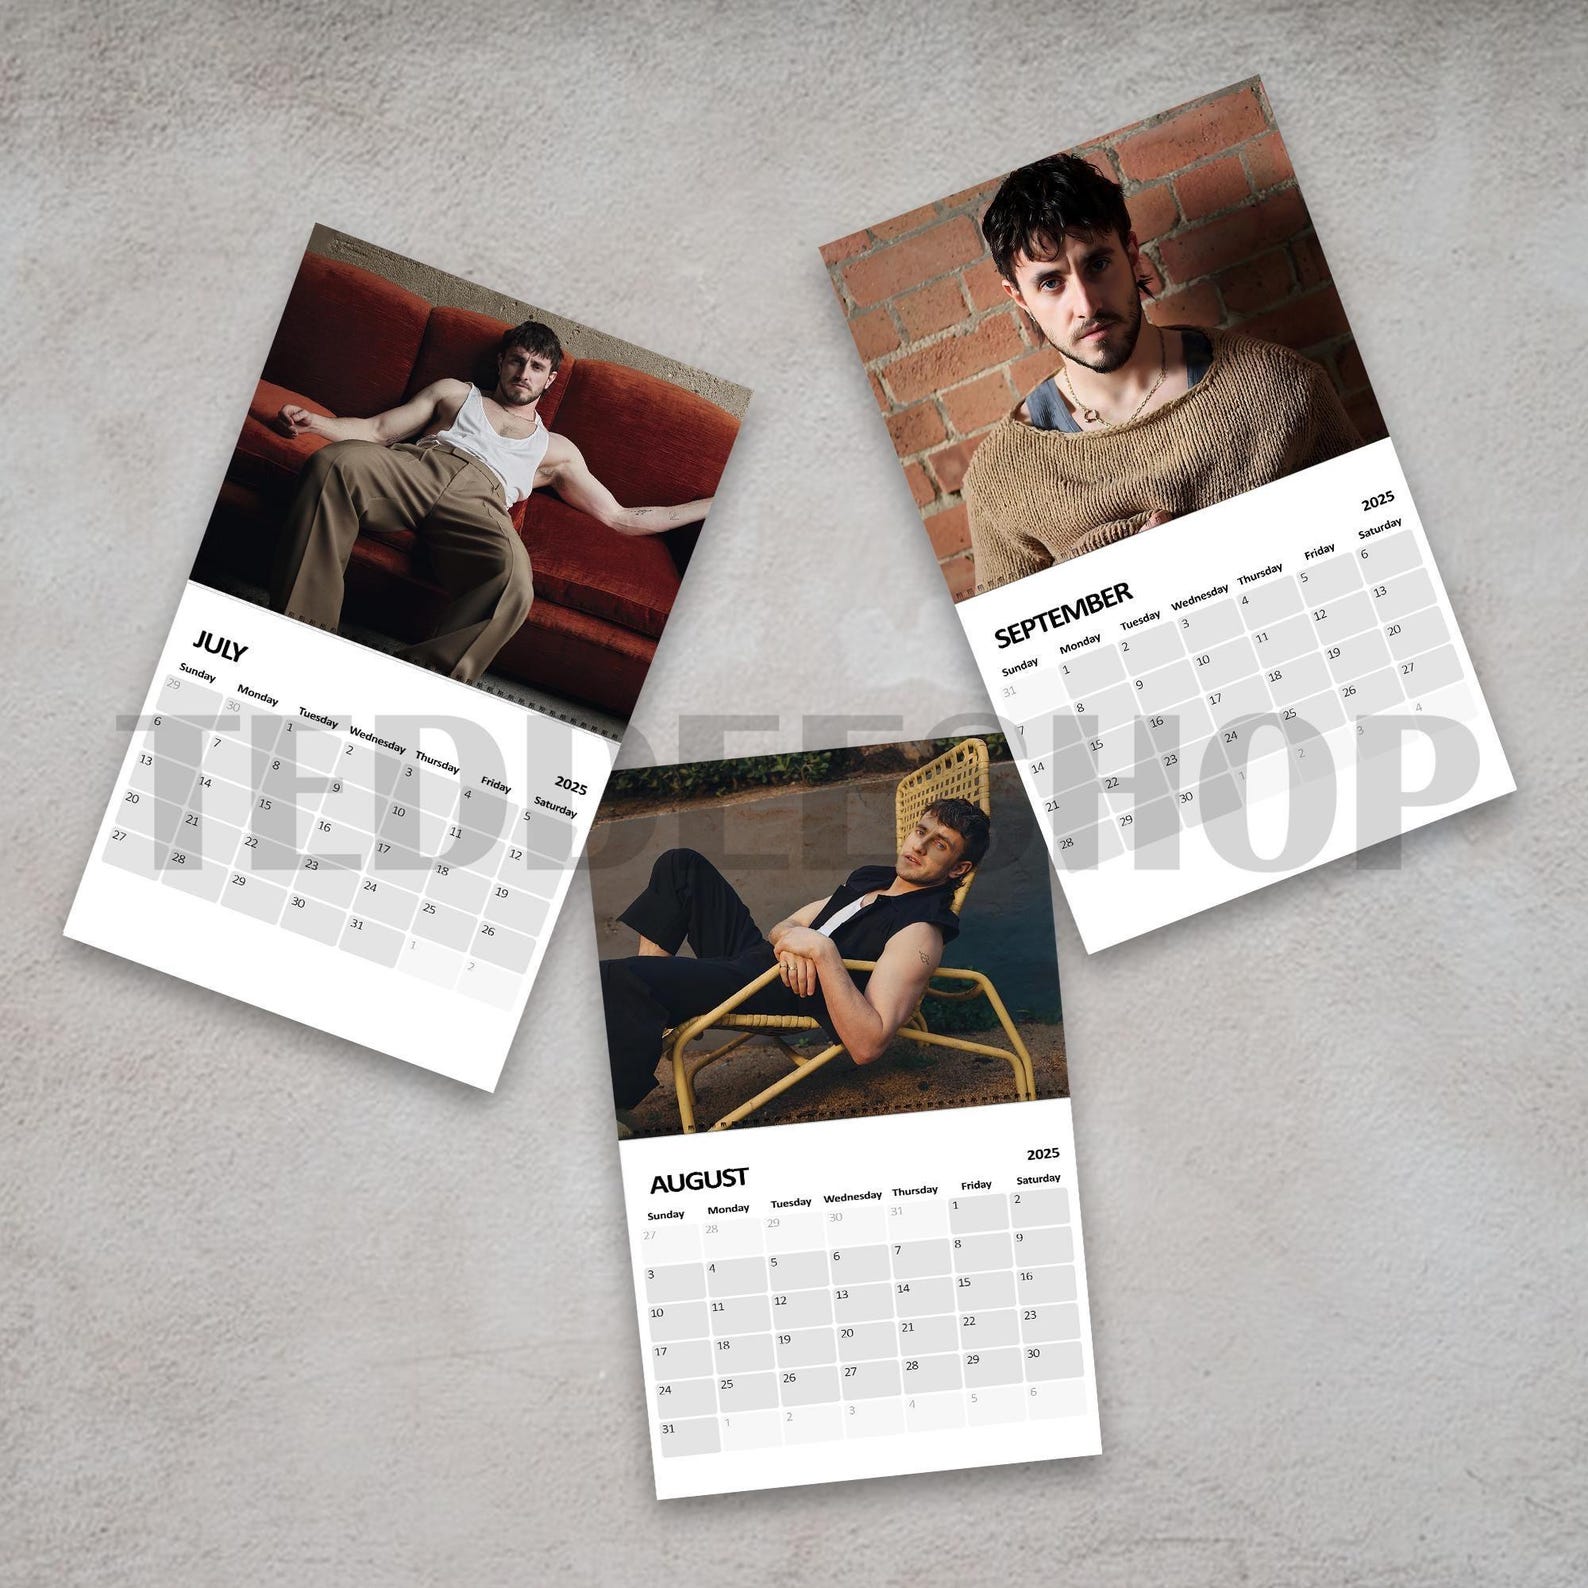 JULY
2025
Sunday Monday Tuesday Wednesday Thursday Friday Saturday
29 30 1 2 3 4 5
6 7 8 9 10 11 12
13 14 15 16 17 18 19
20 21 22 23 24 25 26
27 28 29 30 31 1 2
SEPTEMBER
2025
Sunday Monday Tuesday Wednesday Thursday Friday Saturday
31 1 2 3 4 5 6
7 8 9 10 11 12 13
14 15 16 17 18 19 20
21 22 23 24 25 26 27
28 29 30 1 2 3 4
TEDDEESHOP
AUGUST
2025
Sunday Monday Tuesday Wednesday Thursday Friday Saturday
27 28 29 30 31 1 2
3 4 5 6 7 8 9
10 11 12 13 14 15 16
17 18 19 20 21 22 23
24 25 26 27 28 29 30
31 1 2 3 4 5 6